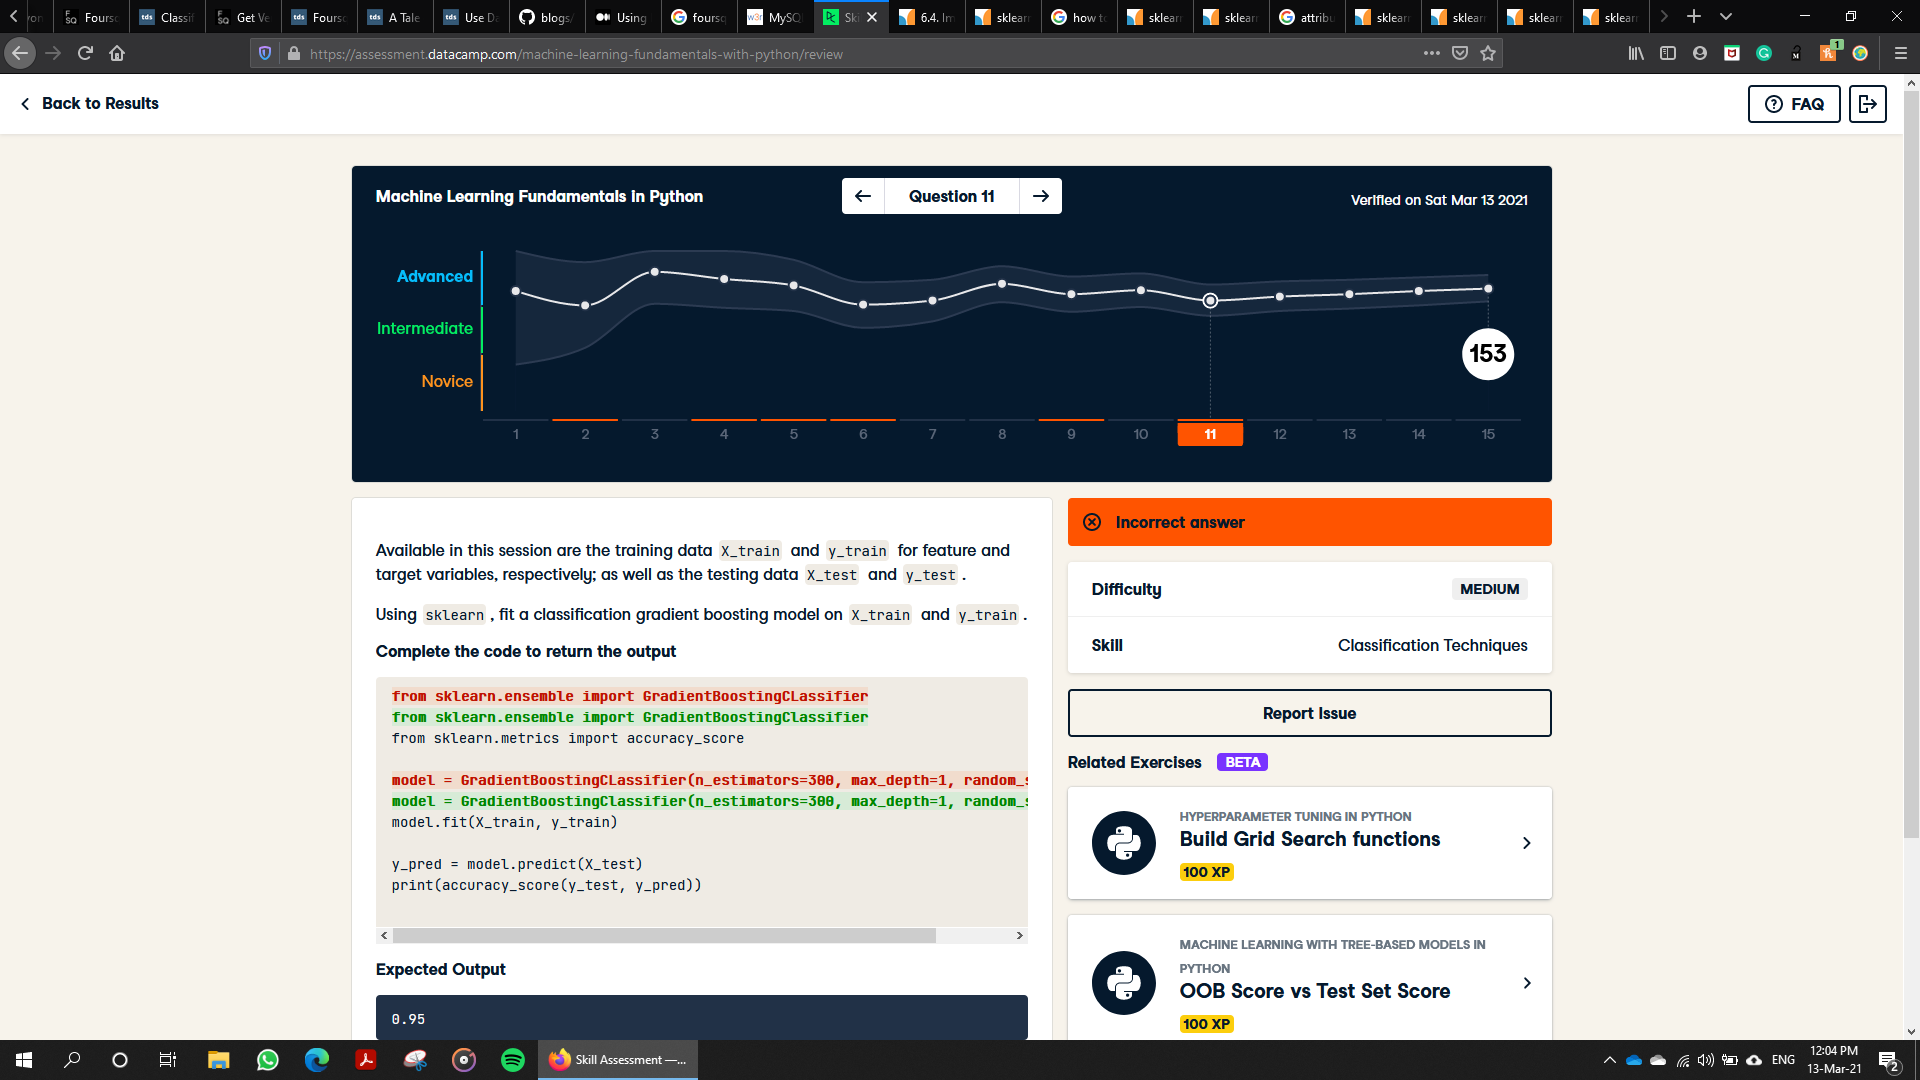 Foursc
Classif
Get Ve
Foursc
A Tale
Use Da
blogs/
Using
foursq
MySQ
Ski
6.4. Im
sklearn
how to
sklearn
sklearn
attribu
sklearn
sklearn
sklearn
sklearn
https://assessment.datacamp.com/machine-learning-fundamentals-with-python/review
1
Back to Results
FAQ
Machine Learning Fundamentals in Python
Question 11
Verified on Sat Mar 13 2021
Advanced
Intermediate
Novice
153
1 2 3 4 5 6 7 8 9 10 11 12 13 14 15
Available in this session are the training data X_train and y_train for feature and
target variables, respectively; as well as the testing data X_test and y_test.
Using sklearn, fit a classification gradient boosting model on X_train and y_train.
Complete the code to return the output
from sklearn.ensemble import GradientBoostingCLassifier
from sklearn.ensemble import GradientBoostingClassifier
from sklearn.metrics import accuracy_score
model = GradientBoostingCLassifier(n_estimators=300, max_depth=1, random_s
model = GradientBoostingClassifier(n_estimators=300, max_depth=1, random_s
model.fit(X_train, y_train)
y_pred = model.predict(X_test)
print(accuracy_score(y_test, y_pred))
Expected Output
0.95
Incorrect answer
Difficulty MEDIUM
Skill Classification Techniques
Report Issue
Related Exercises BETA
HYPERPARAMETER TUNING IN PYTHON
Build Grid Search functions
100 XP
MACHINE LEARNING WITH TREE-BASED MODELS IN
PYTHON
OOB Score vs Test Set Score
100 XP
Skill Assessment —...
ENG
12:04 PM
13-Mar-21
2